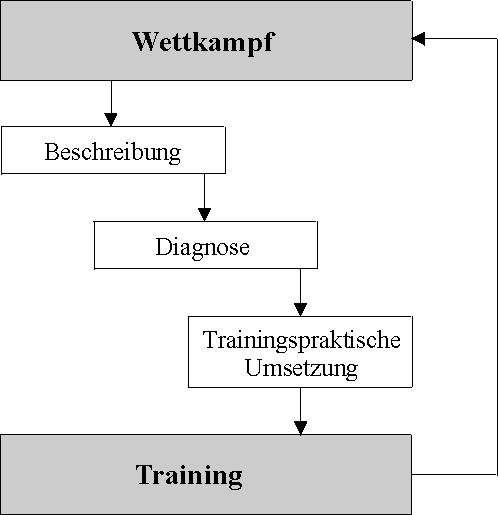 Wettkampf
Beschreibung
Diagnose
Trainingspraktische
Umsetzung
Training